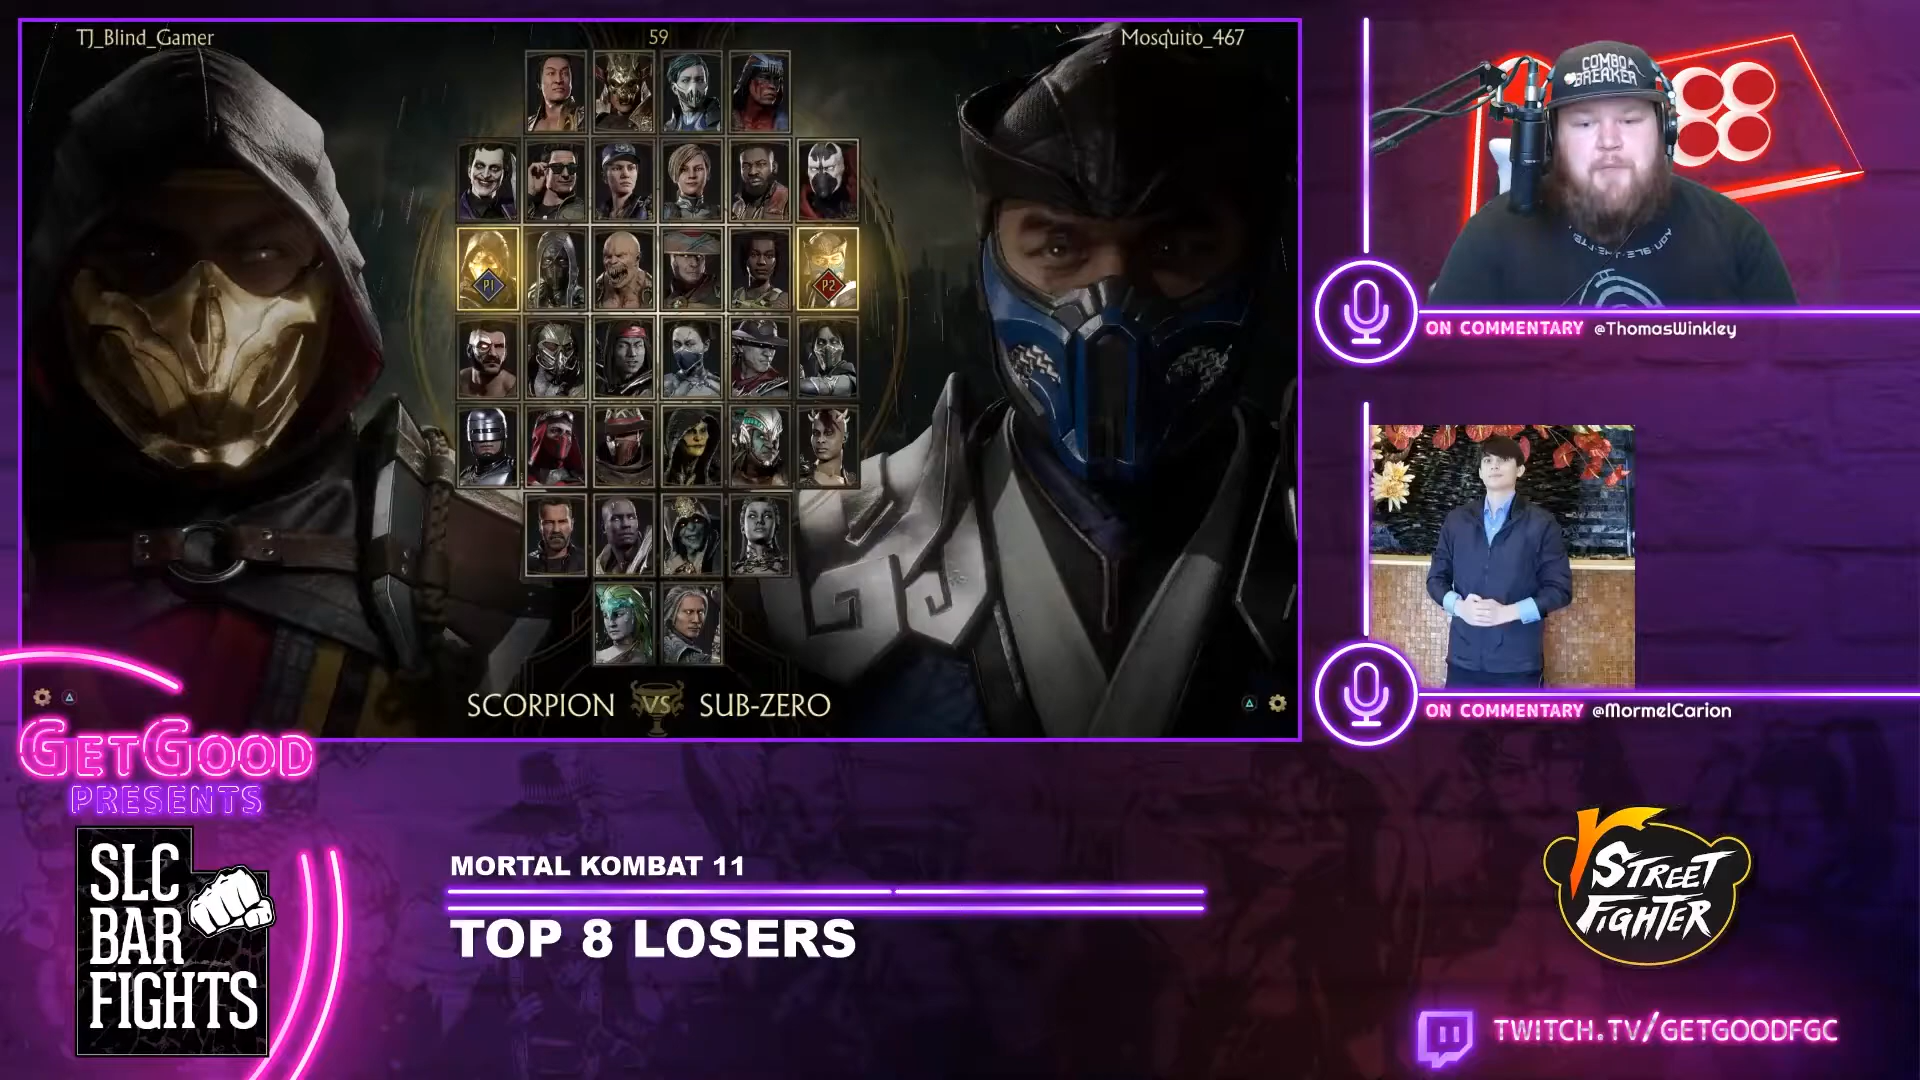 TJ_Blind_Gamer
59
Mosquito_467
P1
P2
SCORPION VS SUB-ZERO
COMBO
BREAKER
ON COMMENTARY @ThomasWinkley
ON COMMENTARY @MormelCarion
GETGOOD
PRESENTS
SLC
BAR
FIGHTS
MORTAL KOMBAT 11
TOP 8 LOSERS
STREET
FIGHTER
TWITCH.TV/GETGOODFGC